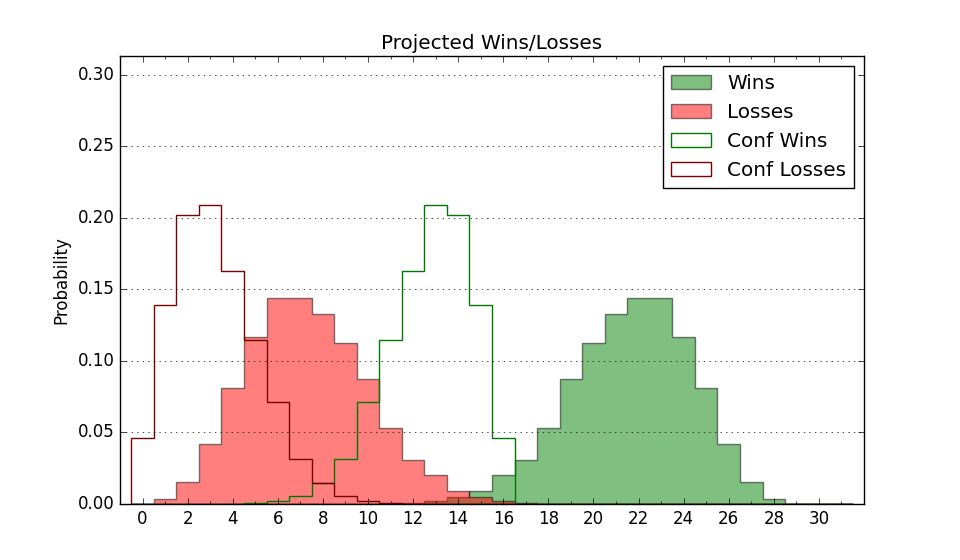 Projected Wins/Losses
Probability
0.30
0.25
0.20
0.15
0.10
0.05
0.00
0 2 4 6 8 10 12 14 16 18 20 22 24 26 28 30
Wins
Losses
Conf Wins
Conf Losses